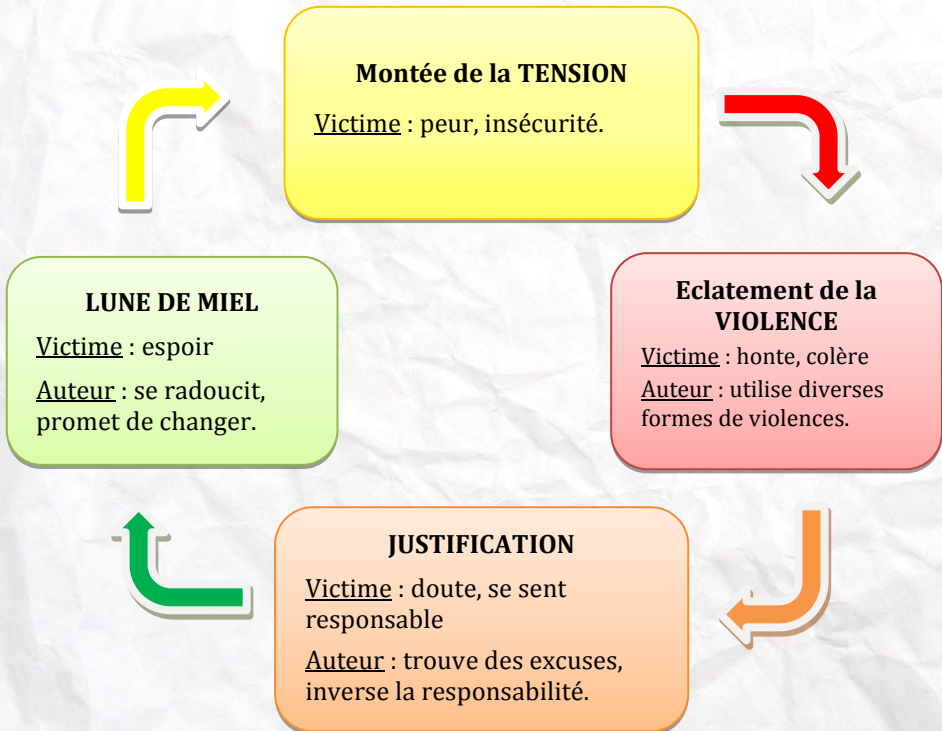 Montée de la TENSION
Victime : peur, insécurité.
LUNE DE MIEL
Victime : espoir
Auteur : se radoucit,
promet de changer.
Eclatement de la
VIOLENCE
Victime : honte, colère
Auteur : utilise diverses
formes de violences.
JUSTIFICATION
Victime : doute, se sent
responsable
Auteur : trouve des excuses,
inverse la responsabilité.